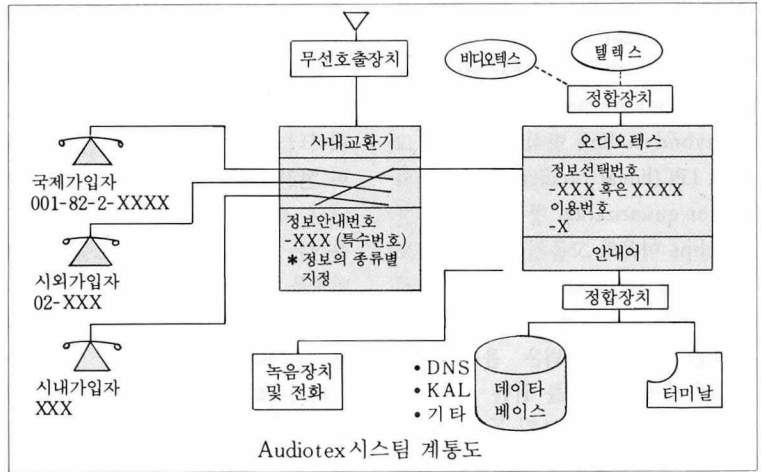 무선호출장치
비디오텍스
텔렉스
정합장치
사내교환기
오디오텍스
국제가입자
001-82-2-XXXX
정보안내번호
-XXX (특수번호)
* 정보의 종류별
지정
정보선택번호
-XXX 혹은 XXXX
이용번호
-X
안내어
시외가입자
02-XXX
정합장치
시내가입자
XXX
녹음장치
및 전화
• DNS
• KAL
• 기타
데이타
베이스
터미날
Audiotex시스팀 계통도